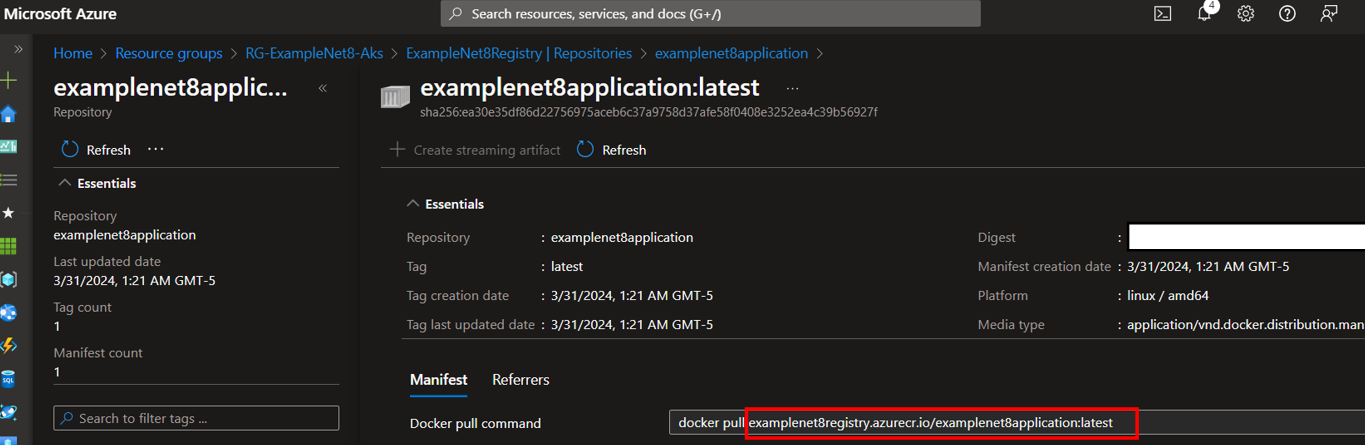 Microsoft Azure
Search resources, services, and docs (G+/)
4
Home > Resource groups > RG-ExampleNet8-Aks > ExampleNet8Registry | Repositories > examplenet8application >
examplenet8applic...
Repository
Refresh ...
Essentials
Repository
examplenet8application
Last updated date
3/31/2024, 1:21 AM GMT-5
Tag count
1
Manifest count
1
Search to filter tags ...
examplenet8application:latest ...
sha256:ea30e35df86d22756975aceb6c37a9758d37afe58f0408e3252ea4c39b56927f
Create streaming artifact Refresh
Essentials
Repository : examplenet8application
Tag : latest
Tag creation date : 3/31/2024, 1:21 AM GMT-5
Tag last updated date : 3/31/2024, 1:21 AM GMT-5
Digest :
Manifest creation date : 3/31/2024, 1:21 AM GMT-5
Platform : linux / amd64
Media type : application/vnd.docker.distribution.man
Manifest Referrers
Docker pull command docker pull examplenet8registry.azurecr.io/examplenet8application:latest
SQL